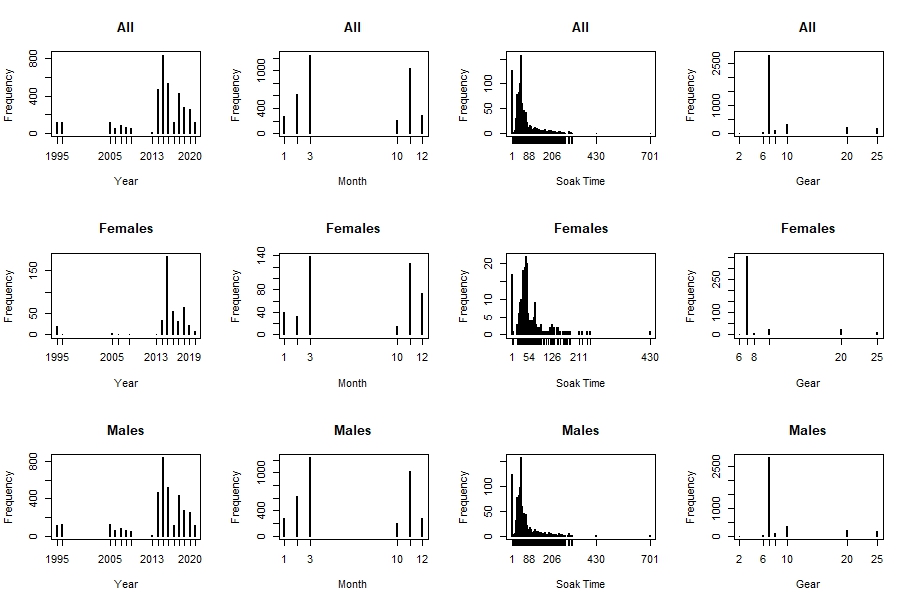 All
Frequency
0 400 800
1995 2005 2013 2020
Year
All
Frequency
0 400 1000
1 3 10 12
Month
All
Frequency
0 50 100
1 88 206 430 701
Soak Time
All
Frequency
0 1000 2500
2 6 10 20 25
Gear
Females
Frequency
0 50 150
1995 2005 2013 2019
Year
Females
Frequency
0 40 80 140
1 3 10 12
Month
Females
Frequency
0 5 10 20
1 54 126 211 430
Soak Time
Females
Frequency
0 100 250
6 8 20 25
Gear
Males
Frequency
0 400 800
1995 2005 2013 2020
Year
Males
Frequency
0 400 1000
1 3 10 12
Month
Males
Frequency
0 50 100
1 88 206 430 701
Soak Time
Males
Frequency
0 1000 2500
2 6 10 20 25
Gear